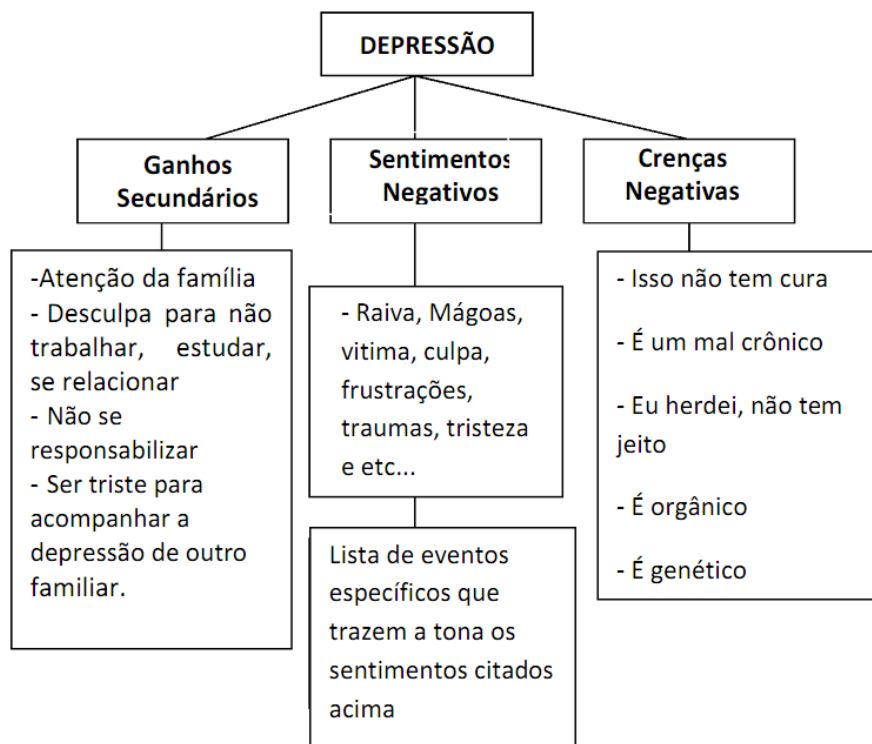 DEPRESSÃO
Ganhos
Secundários
-Atenção da família
- Desculpa para não
trabalhar, estudar,
se relacionar
- Não se
responsabilizar
- Ser triste para
acompanhar a
depressão de outro
familiar.
Sentimentos
Negativos
- Raiva, Mágoas,
vitima, culpa,
frustrações,
traumas, tristeza
e etc...
Lista de eventos
específicos que
trazem a tona os
sentimentos citados
acima
Crenças
Negativas
- Isso não tem cura
- É um mal crônico
- Eu herdei, não tem
jeito
- É orgânico
- É genético